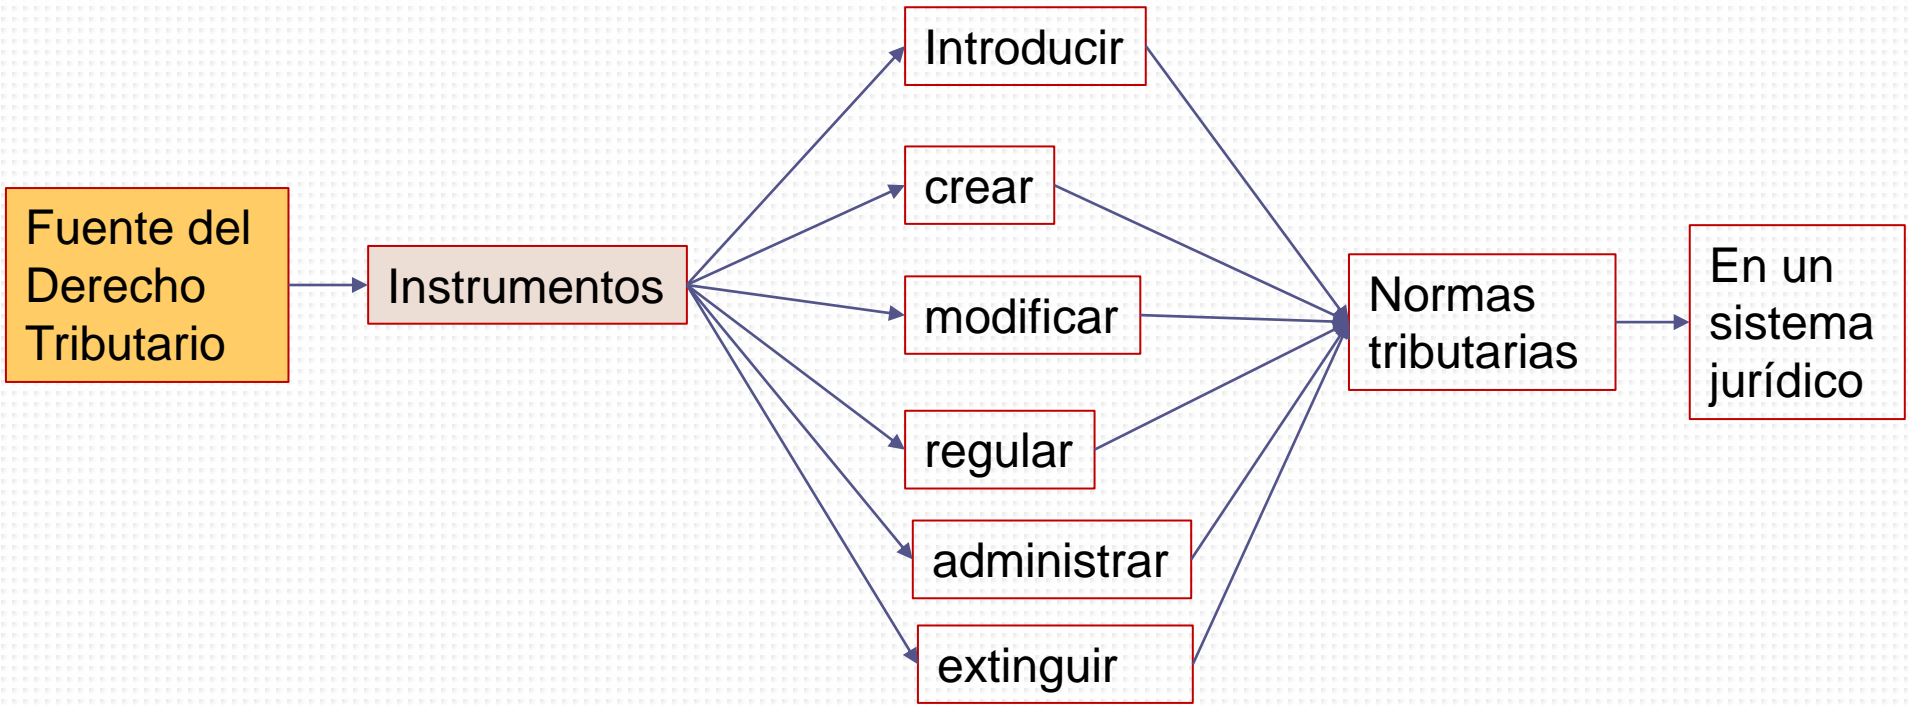 Fuente del
Derecho
Tributario
Instrumentos
Introducir
crear
modificar
regular
administrar
extinguir
Normas
tributarias
En un
sistema
jurídico